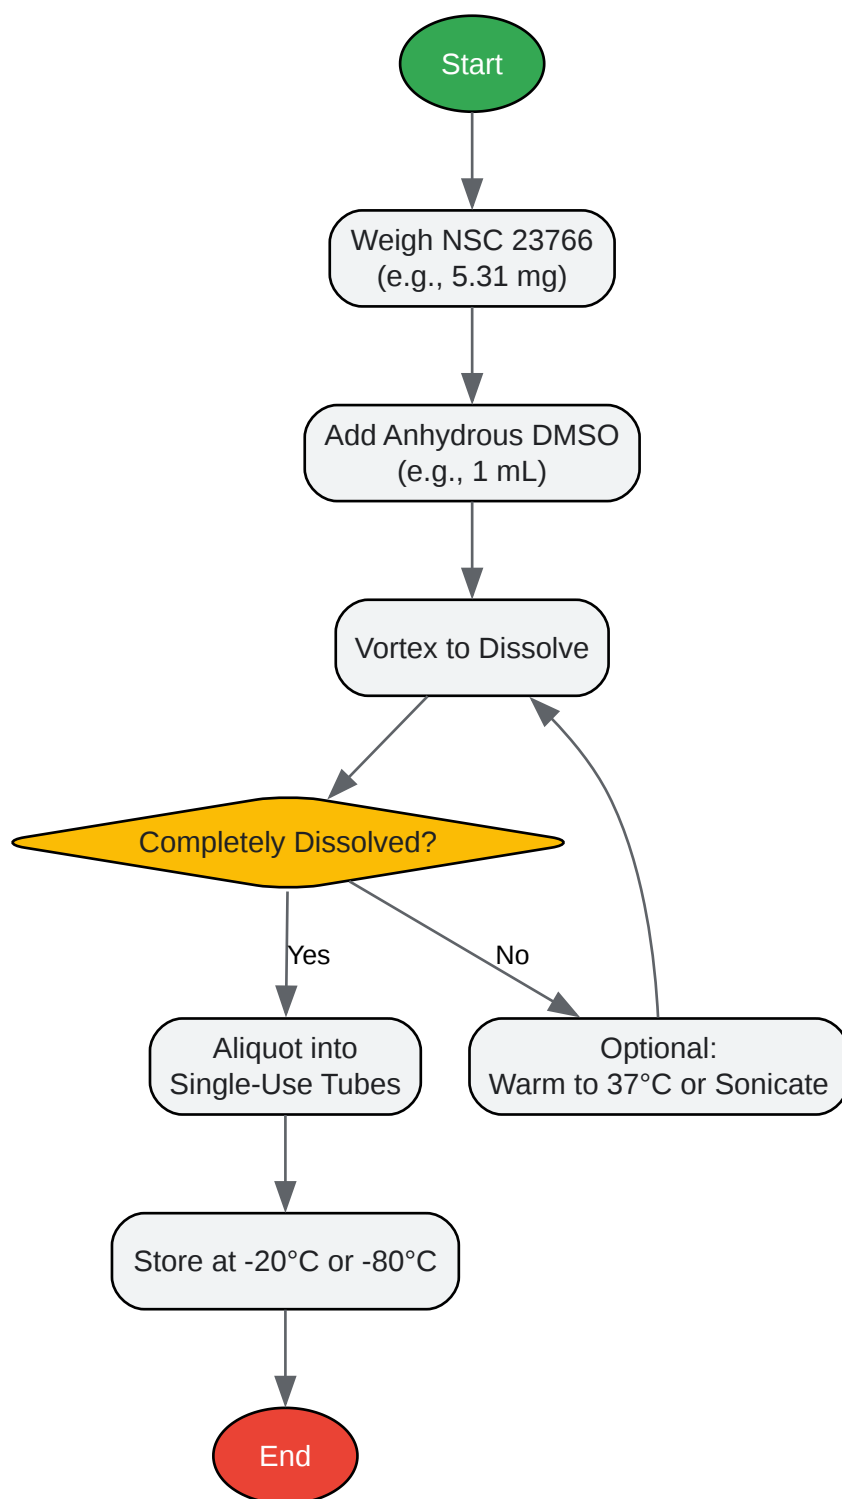 Start
Weigh NSC 23766
(e.g., 5.31 mg)
Add Anhydrous DMSO
(e.g., 1 mL)
Vortex to Dissolve
Completely Dissolved?
Yes
No
Aliquot into
Single-Use Tubes
Optional:
Warm to 37°C or Sonicate
Store at -20°C or -80°C
End